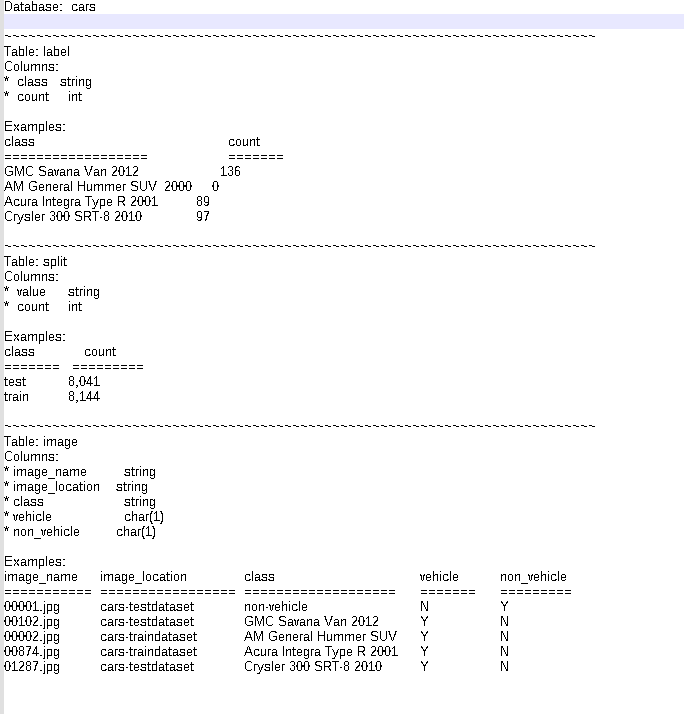 Database: cars
~~~~~~~~~~~~~~~~~~~~~~~~~~~~~~~~~~~~~~~~~~~~~~~~~~~~~~~~~~~~~~~~~~~~~~~~~~
Table: label
Columns:
* class string
* count int
Examples:
class count
================== =======
GMC Savana Van 2012 136
AM General Hummer SUV 2000 0
Acura Integra Type R 2001 89
Crysler 300 SRT-8 2010 97
~~~~~~~~~~~~~~~~~~~~~~~~~~~~~~~~~~~~~~~~~~~~~~~~~~~~~~~~~~~~~~~~~~~~~~~~~~
Table: split
Columns:
* value string
* count int
Examples:
class count
======= =========
test 8,041
train 8,144
~~~~~~~~~~~~~~~~~~~~~~~~~~~~~~~~~~~~~~~~~~~~~~~~~~~~~~~~~~~~~~~~~~~~~~~~~~
Table: image
Columns:
* image_name string
* image_location string
* class string
* vehicle char(1)
* non_vehicle char(1)
Examples:
image_name image_location class vehicle non_vehicle
=========== ================= =================== ======= =========
00001.jpg cars-testdataset non-vehicle N Y
00102.jpg cars-testdataset GMC Savana Van 2012 Y N
00002.jpg cars-traindataset AM General Hummer SUV Y N
00874.jpg cars-traindataset Acura Integra Type R 2001 Y N
01287.jpg cars-testdataset Crysler 300 SRT-8 2010 Y N